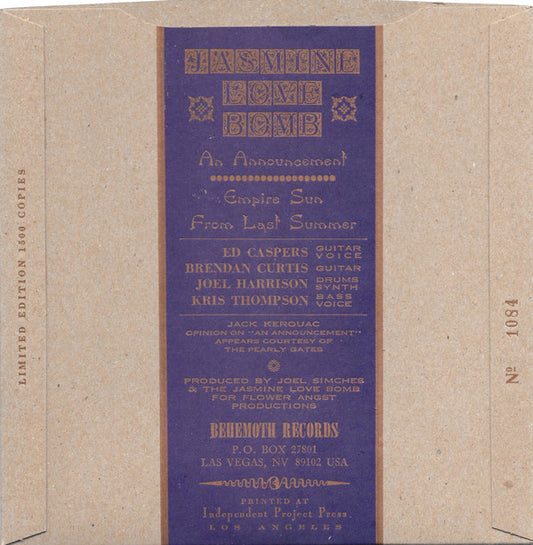 JASMINE
LOVE
BOMB
An Announcement
Empire Sun
From Last Summer
ED CASPERS GUITAR VOICE
BRENDAN CURTIS GUITAR
JOEL HARRISON DRUMS SYNTH
KRIS THOMPSON BASS VOICE
JACK KEROUAC
OPINION ON "AN ANNOUNCEMENT"
APPEARS COURTESY OF
THE PEARLY GATES
PRODUCED BY JOEL SIMCHES
& THE JASMINE LOVE BOMB
FOR FLOWER ANGST
PRODUCTIONS
BEHEMOTH RECORDS
P.O. BOX 27801
LAS VEGAS, NV 89102 USA
PRINTED AT
Independent Project Press
LOS ANGELES
LIMITED EDITION 1500 COPIES
Nº 1084